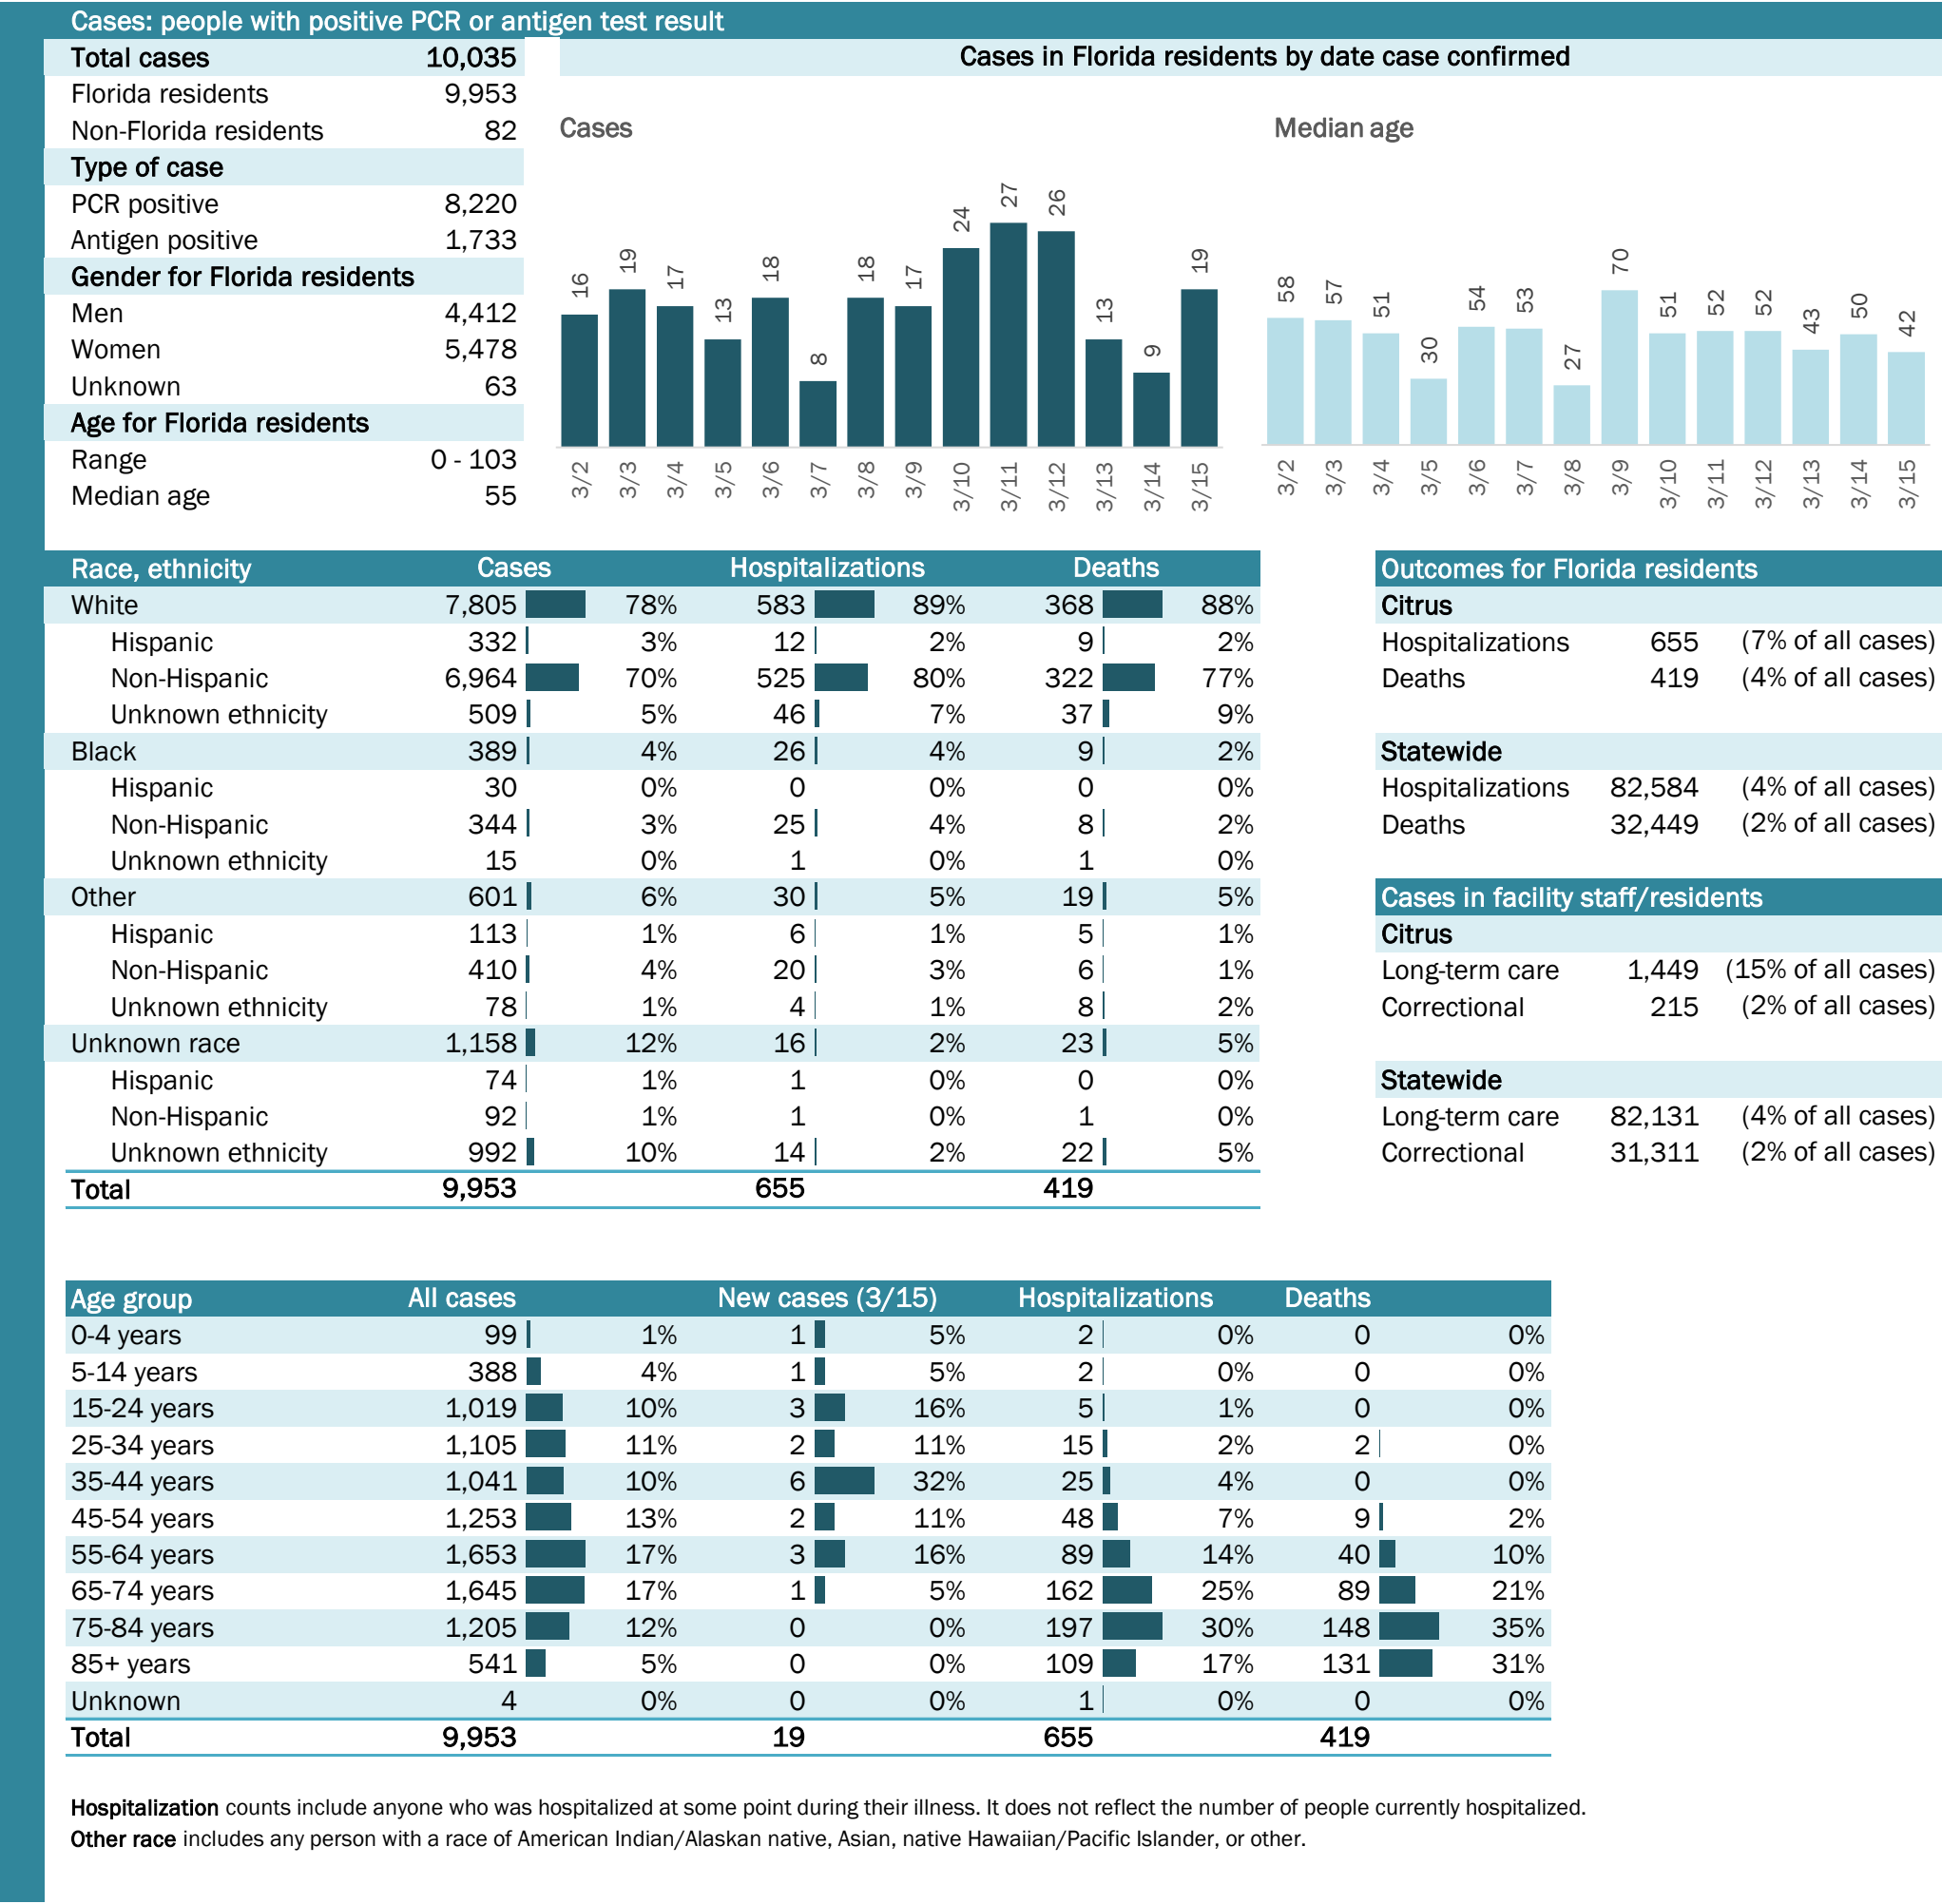 Cases: people with positive PCR or antigen test result
Total cases 10,035
Florida residents 9,953
Non-Florida residents 82
Type of case
PCR positive 8,220
Antigen positive 1,733
Gender for Florida residents
Men 4,412
Women 5,478
Unknown 63
Age for Florida residents
Range 0 - 103
Median age 55
Cases in Florida residents by date case confirmed
Cases
16 19 17 13 18 8 18 17 24 27 26 13 9 19
3/2 3/3 3/4 3/5 3/6 3/7 3/8 3/9 3/10 3/11 3/12 3/13 3/14 3/15
Median age
58 57 51 30 54 53 27 70 51 52 52 43 50 42
3/2 3/3 3/4 3/5 3/6 3/7 3/8 3/9 3/10 3/11 3/12 3/13 3/14 3/15
Race, ethnicity Cases Hospitalizations Deaths
White 7,805 78% 583 89% 368 88%
Hispanic 332 3% 12 2% 9 2%
Non-Hispanic 6,964 70% 525 80% 322 77%
Unknown ethnicity 509 5% 46 7% 37 9%
Black 389 4% 26 4% 9 2%
Hispanic 30 0% 0 0% 0 0%
Non-Hispanic 344 3% 25 4% 8 2%
Unknown ethnicity 15 0% 1 0% 1 0%
Other 601 6% 30 5% 19 5%
Hispanic 113 1% 6 1% 5 1%
Non-Hispanic 410 4% 20 3% 6 1%
Unknown ethnicity 78 1% 4 1% 8 2%
Unknown race 1,158 12% 16 2% 23 5%
Hispanic 74 1% 1 0% 0 0%
Non-Hispanic 92 1% 1 0% 1 0%
Unknown ethnicity 992 10% 14 2% 22 5%
Total 9,953 655 419
Outcomes for Florida residents
Citrus
Hospitalizations 655 (7% of all cases)
Deaths 419 (4% of all cases)
Statewide
Hospitalizations 82,584 (4% of all cases)
Deaths 32,449 (2% of all cases)
Cases in facility staff/residents
Citrus
Long-term care 1,449 (15% of all cases)
Correctional 215 (2% of all cases)
Statewide
Long-term care 82,131 (4% of all cases)
Correctional 31,311 (2% of all cases)
Age group All cases New cases (3/15) Hospitalizations Deaths
0-4 years 99 1% 1 5% 2 0% 0 0%
5-14 years 388 4% 1 5% 2 0% 0 0%
15-24 years 1,019 10% 3 16% 5 1% 0 0%
25-34 years 1,105 11% 2 11% 15 2% 2 0%
35-44 years 1,041 10% 6 32% 25 4% 0 0%
45-54 years 1,253 13% 2 11% 48 7% 9 2%
55-64 years 1,653 17% 3 16% 89 14% 40 10%
65-74 years 1,645 17% 1 5% 162 25% 89 21%
75-84 years 1,205 12% 0 0% 197 30% 148 35%
85+ years 541 5% 0 0% 109 17% 131 31%
Unknown 4 0% 0 0% 1 0% 0 0%
Total 9,953 19 655 419
Hospitalization counts include anyone who was hospitalized at some point during their illness. It does not reflect the number of people currently hospitalized.
Other race includes any person with a race of American Indian/Alaskan native, Asian, native Hawaiian/Pacific Islander, or other.